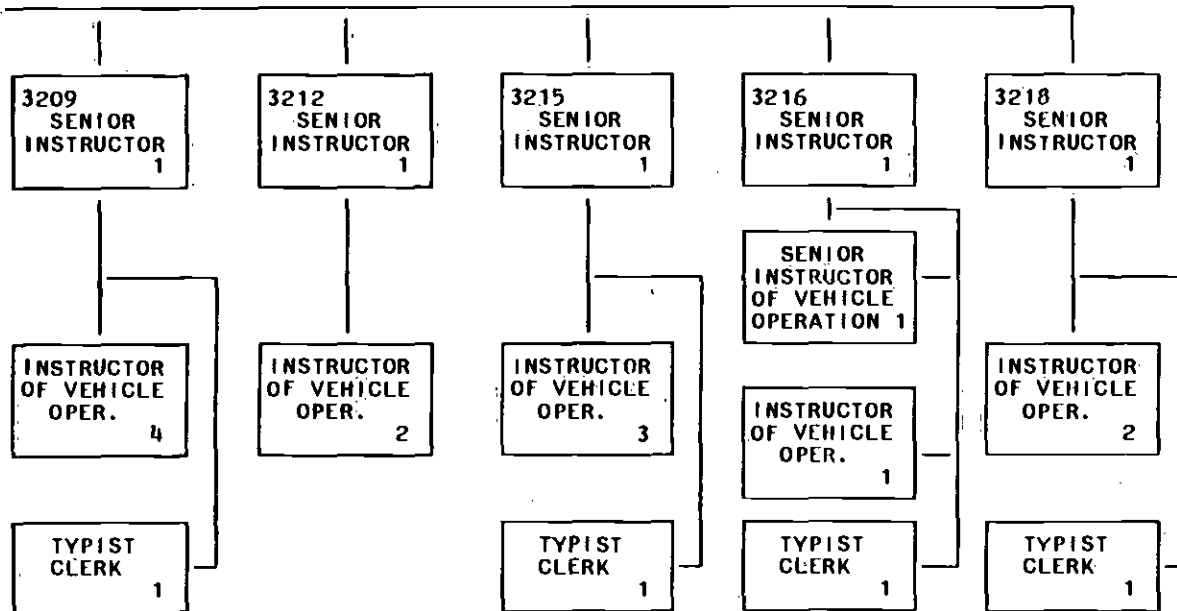 3209
SENIOR
INSTRUCTOR
1
3212
SENIOR
INSTRUCTOR
1
3215
SENIOR
INSTRUCTOR
1
3216
SENIOR
INSTRUCTOR
1
3218
SENIOR
INSTRUCTOR
1
SENIOR
INSTRUCTOR
OF VEHICLE
OPERATION 1
INSTRUCTOR
OF VEHICLE
OPER.
4
INSTRUCTOR
OF VEHICLE
OPER.
2
INSTRUCTOR
OF VEHICLE
OPER.
3
INSTRUCTOR
OF VEHICLE
OPER.
1
INSTRUCTOR
OF VEHICLE
OPER.
2
TYPIST
CLERK
1
TYPIST
CLERK
1
TYPIST
CLERK
1
TYPIST
CLERK
1